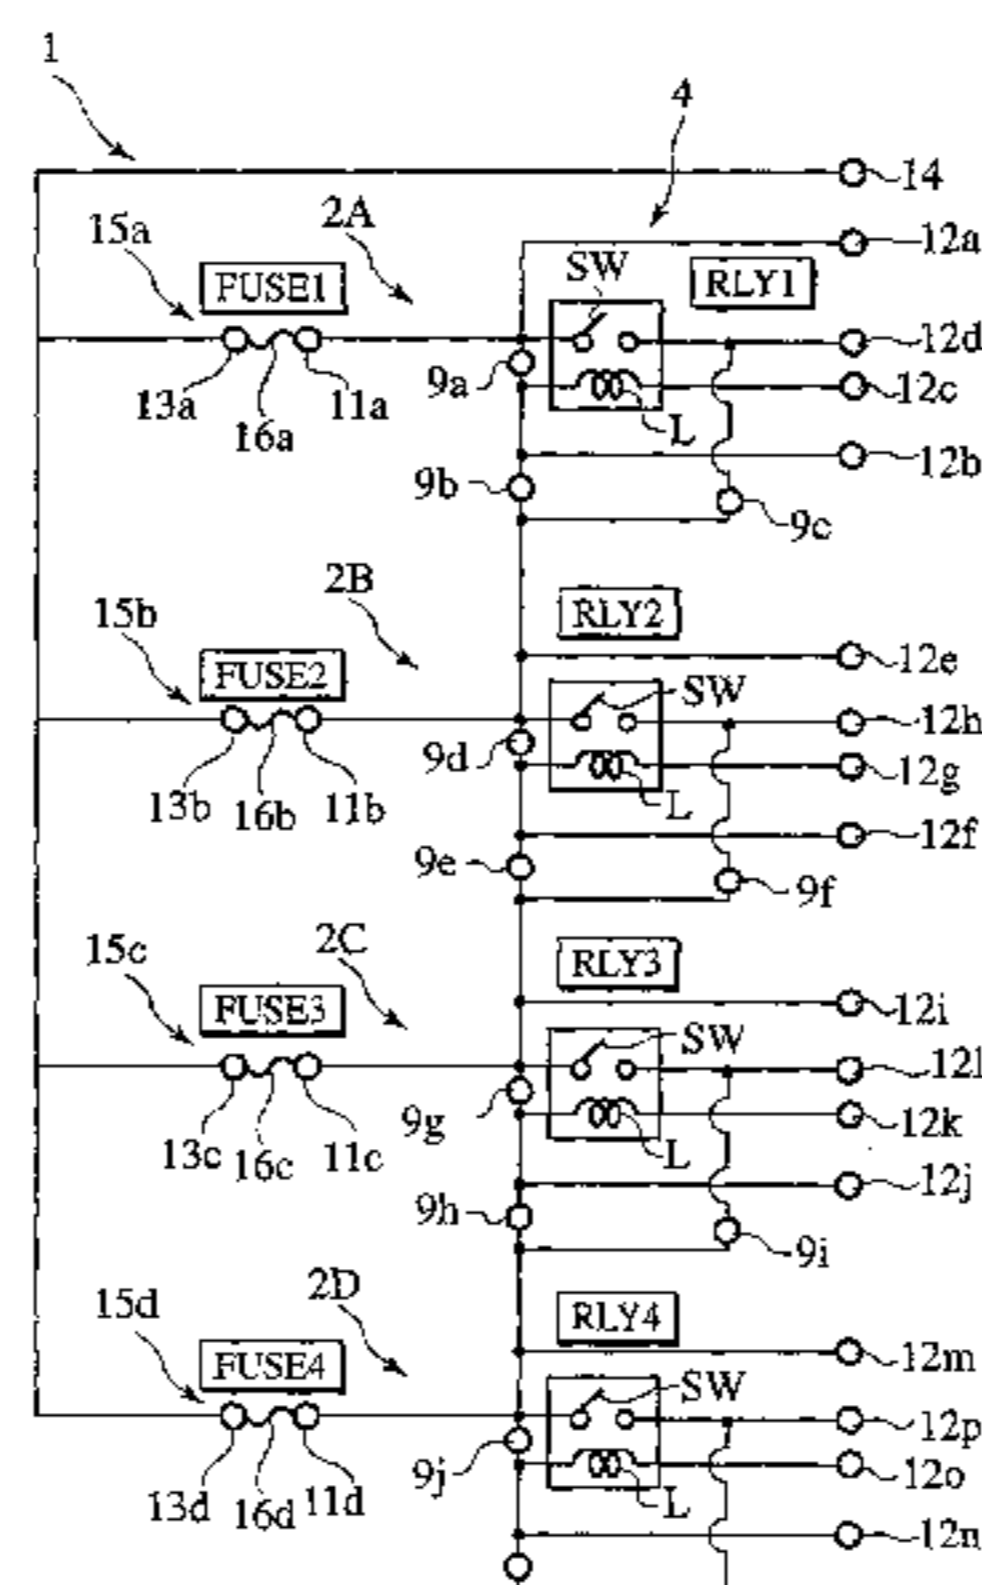 1
4
14
12a
15a
2A
FUSE1
SW
RLY1
12d
9a
12c
13a
16a
11a
L
12b
9b
9c
2B
RLY2
15b
FUSE2
12e
SW
12h
9d
12g
13b
16b
11b
L
12f
9e
9f
2C
RLY3
15c
FUSE3
12i
SW
12l
9g
12k
13c
16c
11c
L
12j
9h
9i
2D
RLY4
15d
FUSE4
12m
SW
12p
9j
12o
13d
16d
11d
L
12n